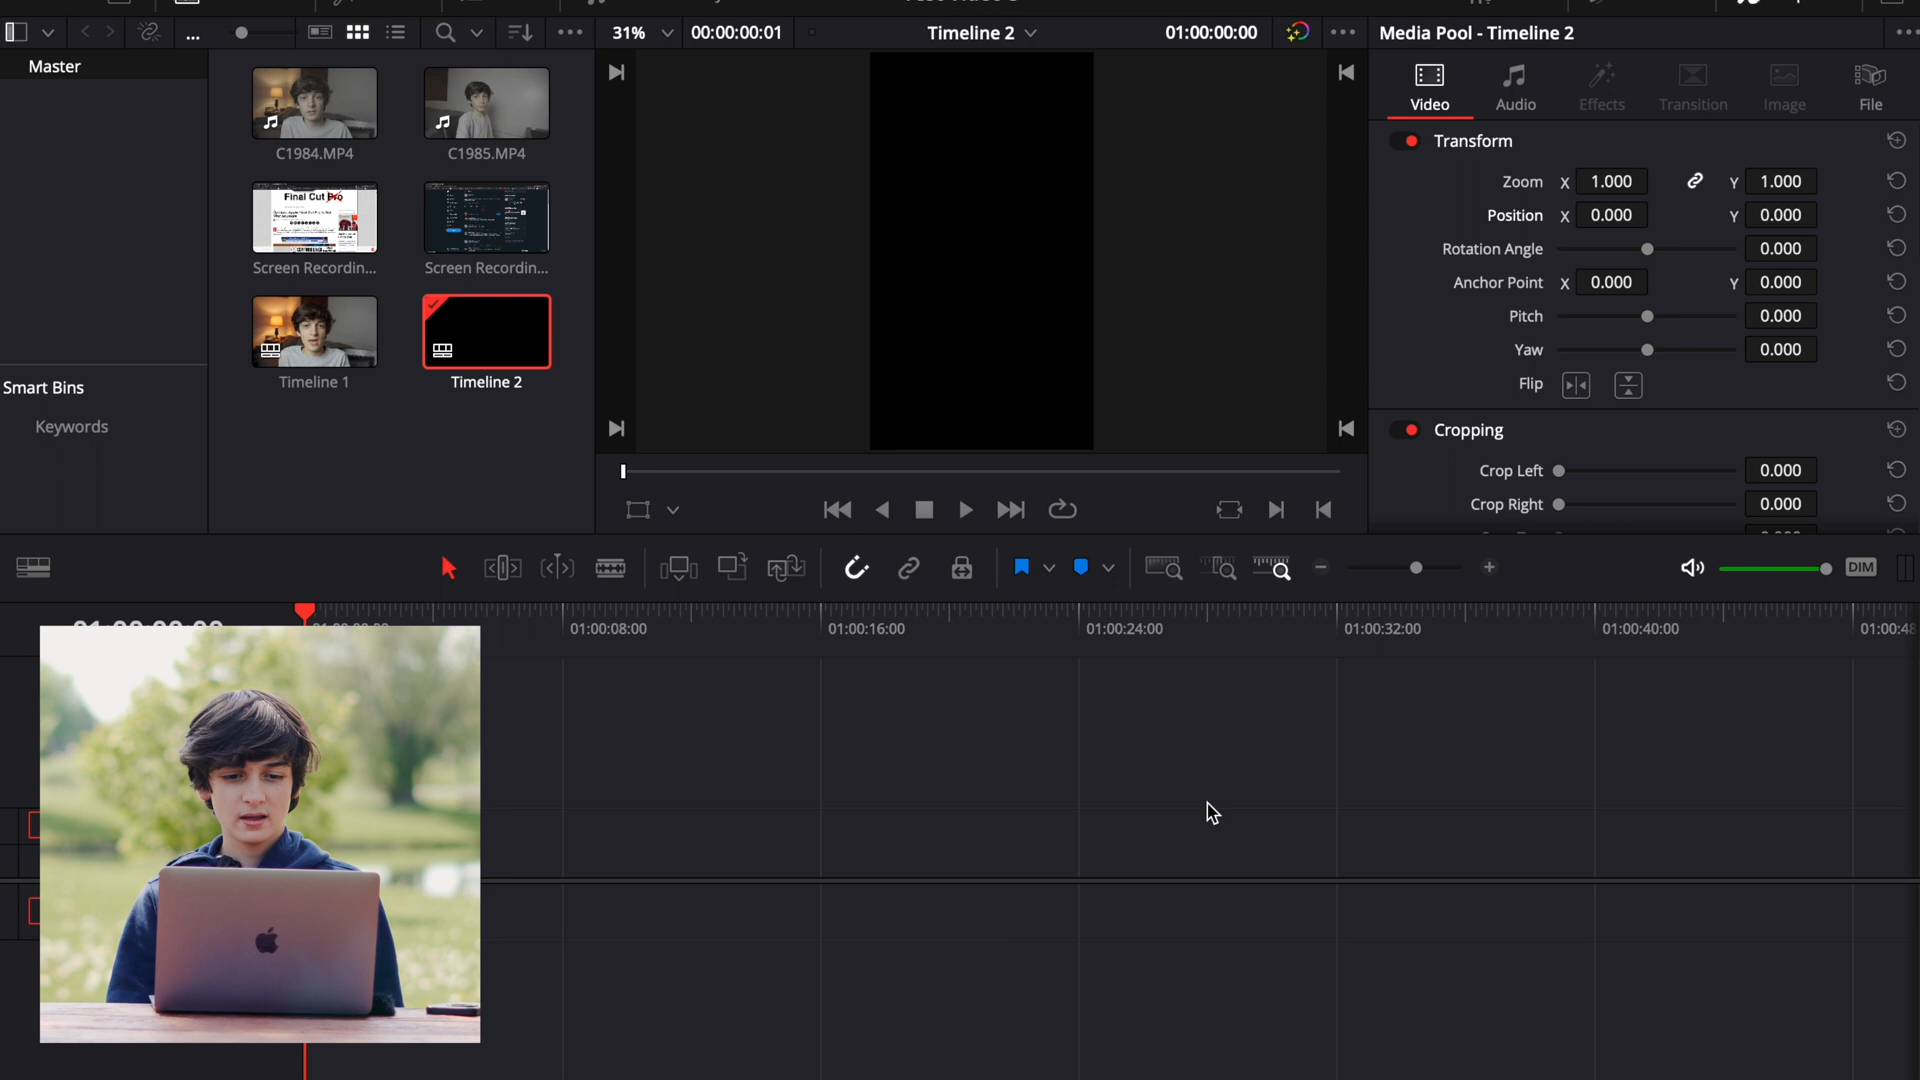 31%
00:00:00:01
Timeline 2
01:00:00:00
Media Pool - Timeline 2
Master
Video
Audio
Effects
Transition
Image
File
C1984.MP4
C1985.MP4
Transform
Zoom X 1.000 Y 1.000
Position X 0.000 Y 0.000
Rotation Angle 0.000
Anchor Point X 0.000 Y 0.000
Pitch 0.000
Yaw 0.000
Flip
Final Cut Pro
Screen Recordin...
Screen Recordin...
Timeline 1
Timeline 2
Smart Bins
Keywords
Cropping
Crop Left 0.000
Crop Right 0.000
DIM
01:00:08:00
01:00:16:00
01:00:24:00
01:00:32:00
01:00:40:00
01:00:48